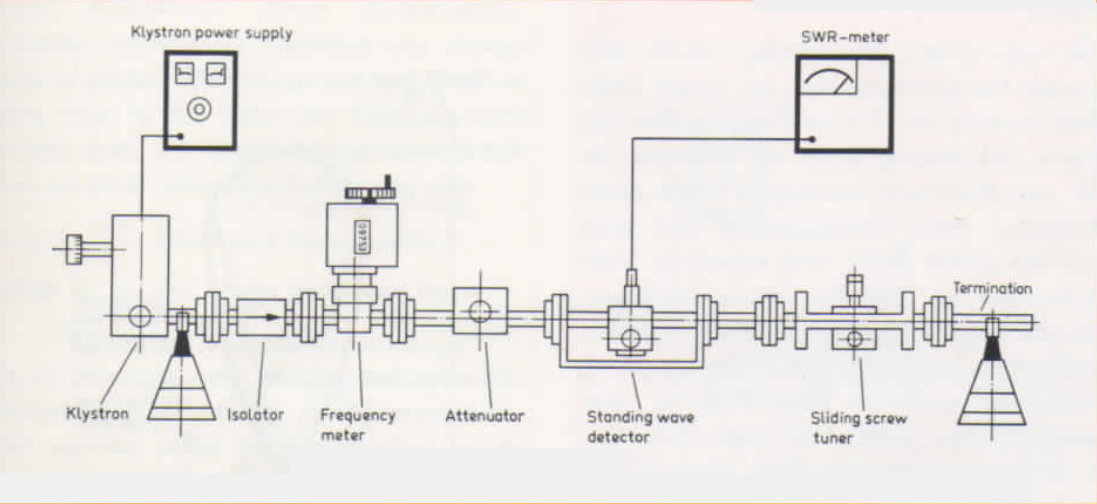 Klystron power supply
SWR-meter
09753
Termination
Klystron
Isolator
Frequency
meter
Attenuator
Standing wave
detector
Sliding screw
tuner